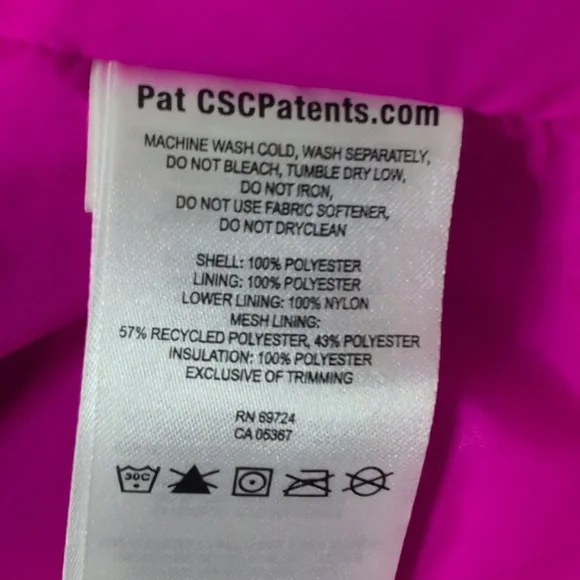 Pat CSCPatents.com
MACHINE WASH COLD, WASH SEPARATELY,
DO NOT BLEACH, TUMBLE DRY LOW,
DO NOT IRON,
DO NOT USE FABRIC SOFTENER,
DO NOT DRYCLEAN
SHELL: 100% POLYESTER
LINING: 100% POLYESTER
LOWER LINING: 100% NYLON
MESH LINING:
57% RECYCLED POLYESTER, 43% POLYESTER
INSULATION: 100% POLYESTER
EXCLUSIVE OF TRIMMING
RN 69724
CA 05367
30C